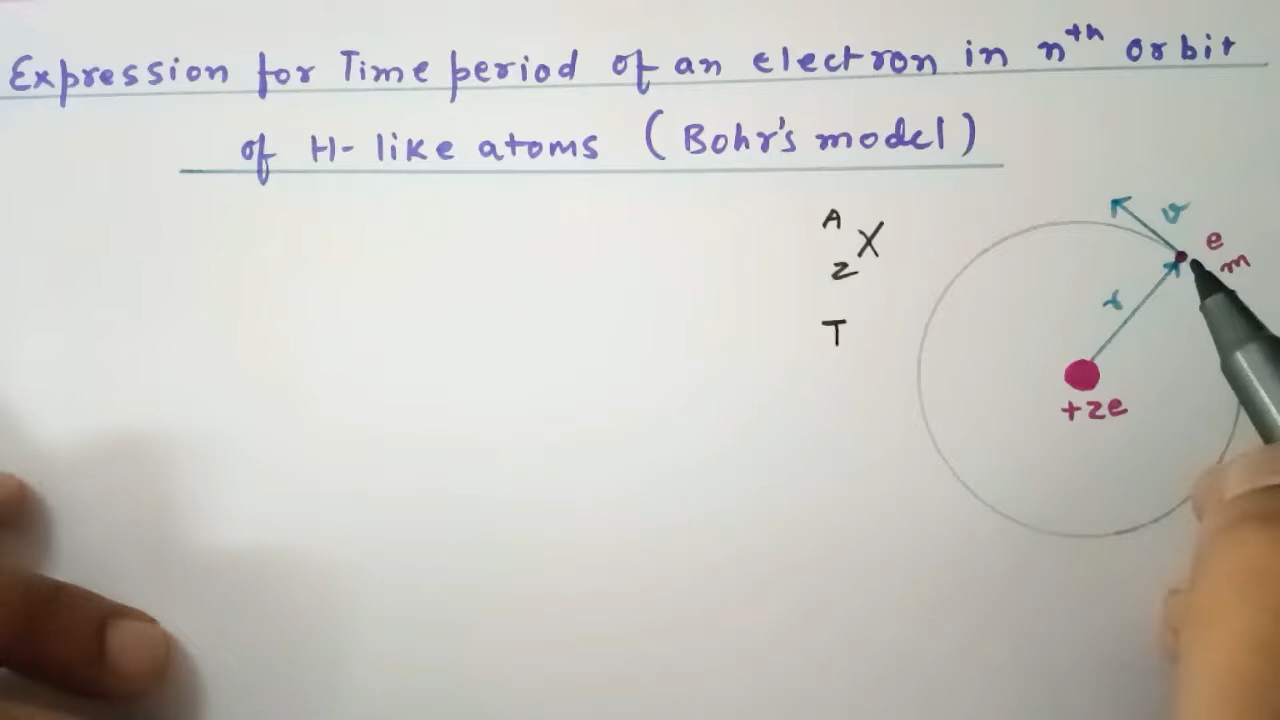 Expression for Time period of an electron in nᵗʰ orbit
of H-like atoms (Bohr's model)
A
X
Z
T
v
e
m
r
+ze